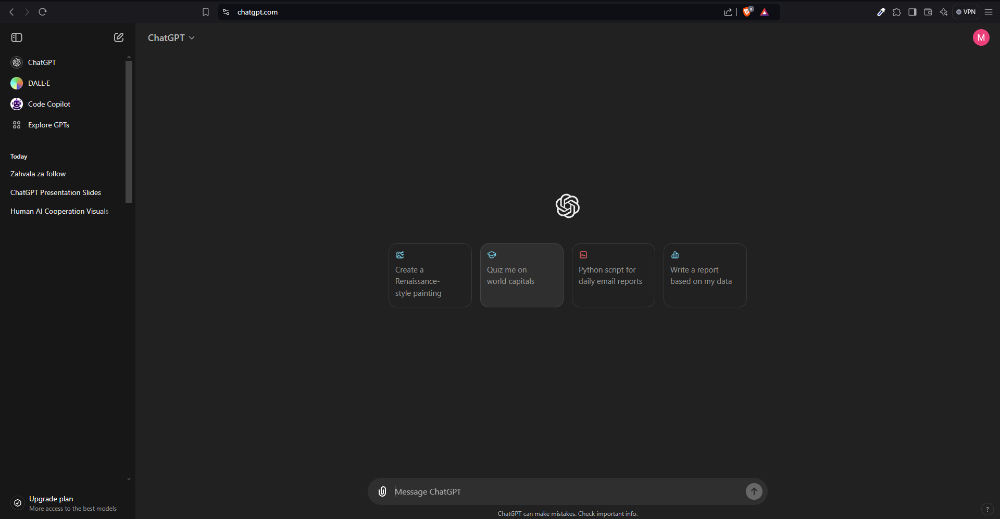 chatgpt.com
8
VPN
ChatGPT
M
ChatGPT
DALL·E
Code Copilot
Explore GPTs
Today
Zahvala za follow
ChatGPT Presentation Slides
Human AI Cooperation Visuals
Create a
Renaissance-
style painting
Quiz me on
world capitals
Python script for
daily email reports
Write a report
based on my data
Message ChatGPT
Upgrade plan
More access to the best models
ChatGPT can make mistakes. Check important info.
?